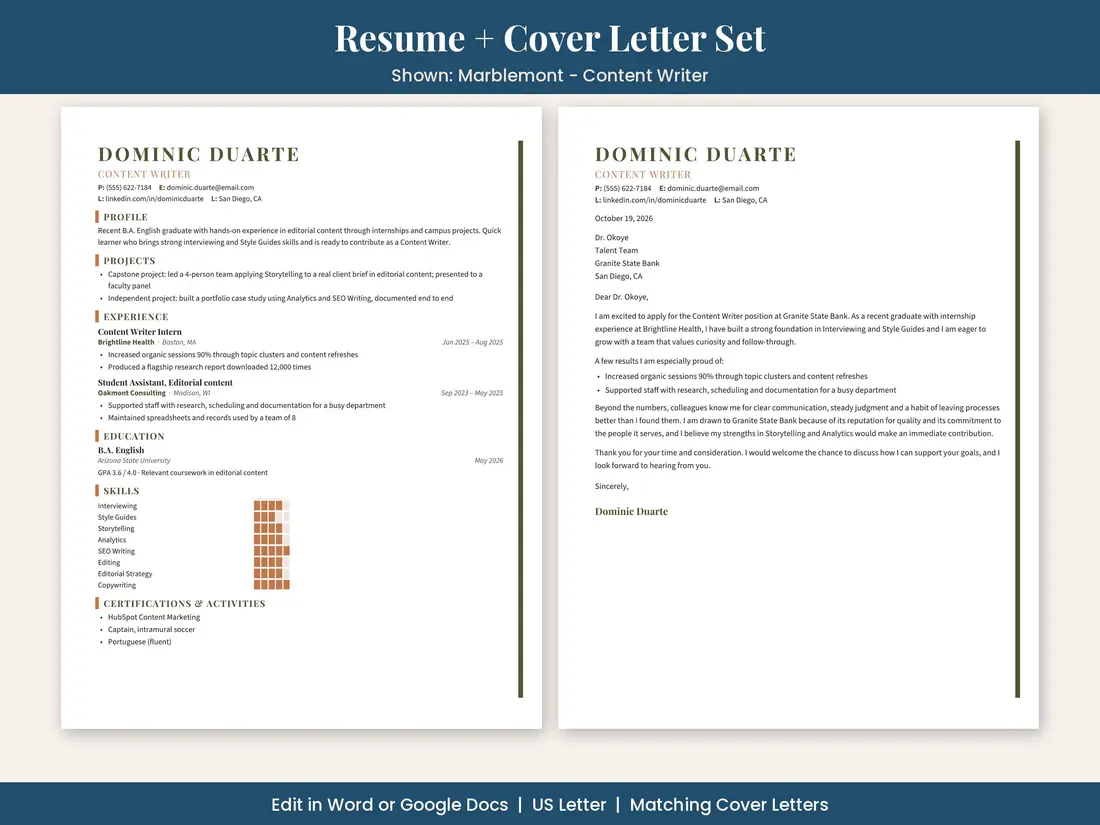 Resume + Cover Letter Set
Shown: Marblemont - Content Writer
DOMINIC DUARTE
CONTENT WRITER
P: (555) 622-7184 E: dominic.duarte@email.com
L: linkedin.com/in/dominicduarte L: San Diego, CA
PROFILE
Recent B.A. English graduate with hands-on experience in editorial content through internships and campus projects. Quick
learner who brings strong interviewing and Style Guides skills and is ready to contribute as a Content Writer.
PROJECTS
• Capstone project: led a 4-person team applying Storytelling to a real client brief in editorial content; presented to a
faculty panel
• Independent project: built a portfolio case study using Analytics and SEO Writing, documented end to end
EXPERIENCE
Content Writer Intern
Brightline Health · Boston, MA Jun 2025 – Aug 2025
• Increased organic sessions 90% through topic clusters and content refreshes
• Produced a flagship research report downloaded 12,000 times
Student Assistant, Editorial content
Oakmont Consulting · Madison, WI Sep 2023 – May 2025
• Supported staff with research, scheduling and documentation for a busy department
• Maintained spreadsheets and records used by a team of 8
EDUCATION
B.A. English
Arizona State University May 2026
GPA 3.6 / 4.0 · Relevant coursework in editorial content
SKILLS
Interviewing
Style Guides
Storytelling
Analytics
SEO Writing
Editing
Editorial Strategy
Copywriting
CERTIFICATIONS & ACTIVITIES
• HubSpot Content Marketing
• Captain, intramural soccer
• Portuguese (fluent)
DOMINIC DUARTE
CONTENT WRITER
P: (555) 622-7184 E: dominic.duarte@email.com
L: linkedin.com/in/dominicduarte L: San Diego, CA
October 19, 2026
Dr. Okoye
Talent Team
Granite State Bank
San Diego, CA
Dear Dr. Okoye,
I am excited to apply for the Content Writer position at Granite State Bank. As a recent graduate with internship
experience at Brightline Health, I have built a strong foundation in Interviewing and Style Guides and I am eager to
grow with a team that values curiosity and follow-through.
A few results I am especially proud of:
• Increased organic sessions 90% through topic clusters and content refreshes
• Supported staff with research, scheduling and documentation for a busy department
Beyond the numbers, colleagues know me for clear communication, steady judgment and a habit of leaving processes
better than I found them. I am drawn to Granite State Bank because of its reputation for quality and its commitment to
the people it serves, and I believe my strengths in Storytelling and Analytics would make an immediate contribution.
Thank you for your time and consideration. I would welcome the chance to discuss how I can support your goals, and I
look forward to hearing from you.
Sincerely,
Dominic Duarte
Edit in Word or Google Docs | US Letter | Matching Cover Letters